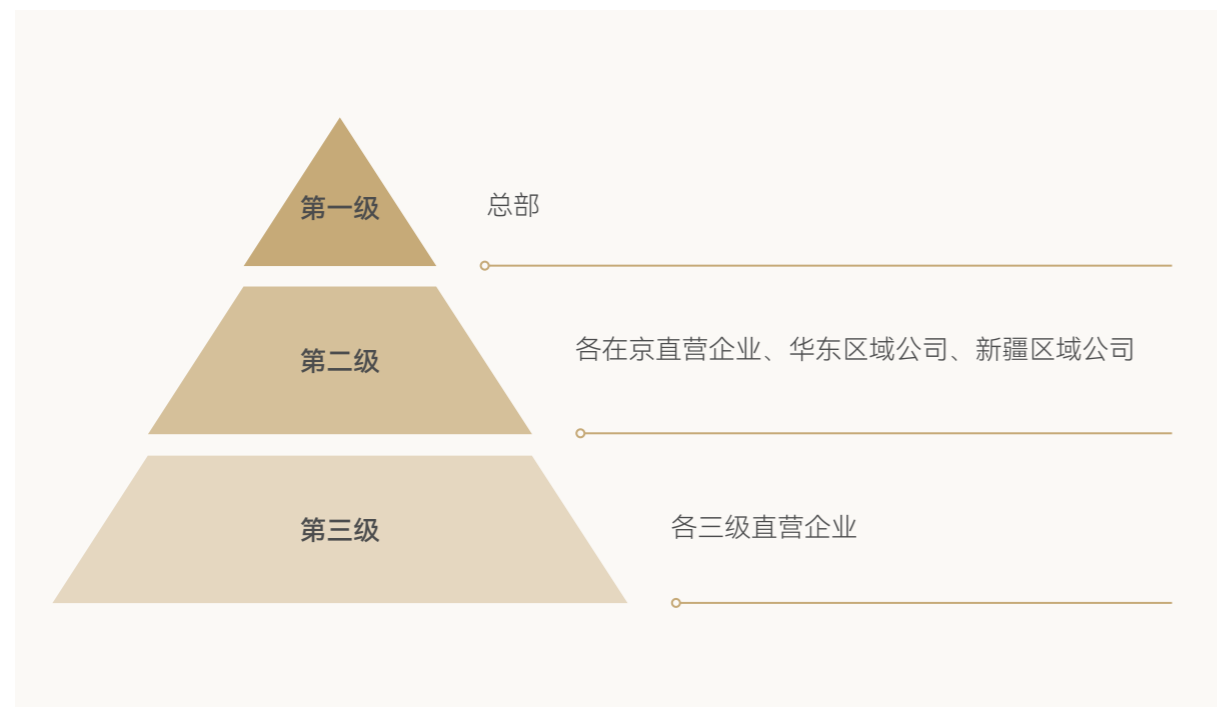 第一级
总部
第二级
各在京直营企业、华东区域公司、新疆区域公司
第三级
各三级直营企业